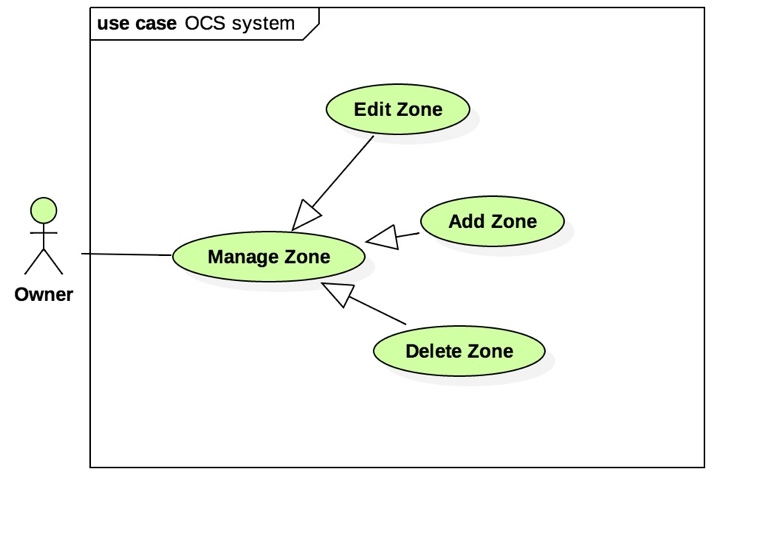 use case OCS system
Edit Zone
Add Zone
Manage Zone
Owner
Delete Zone